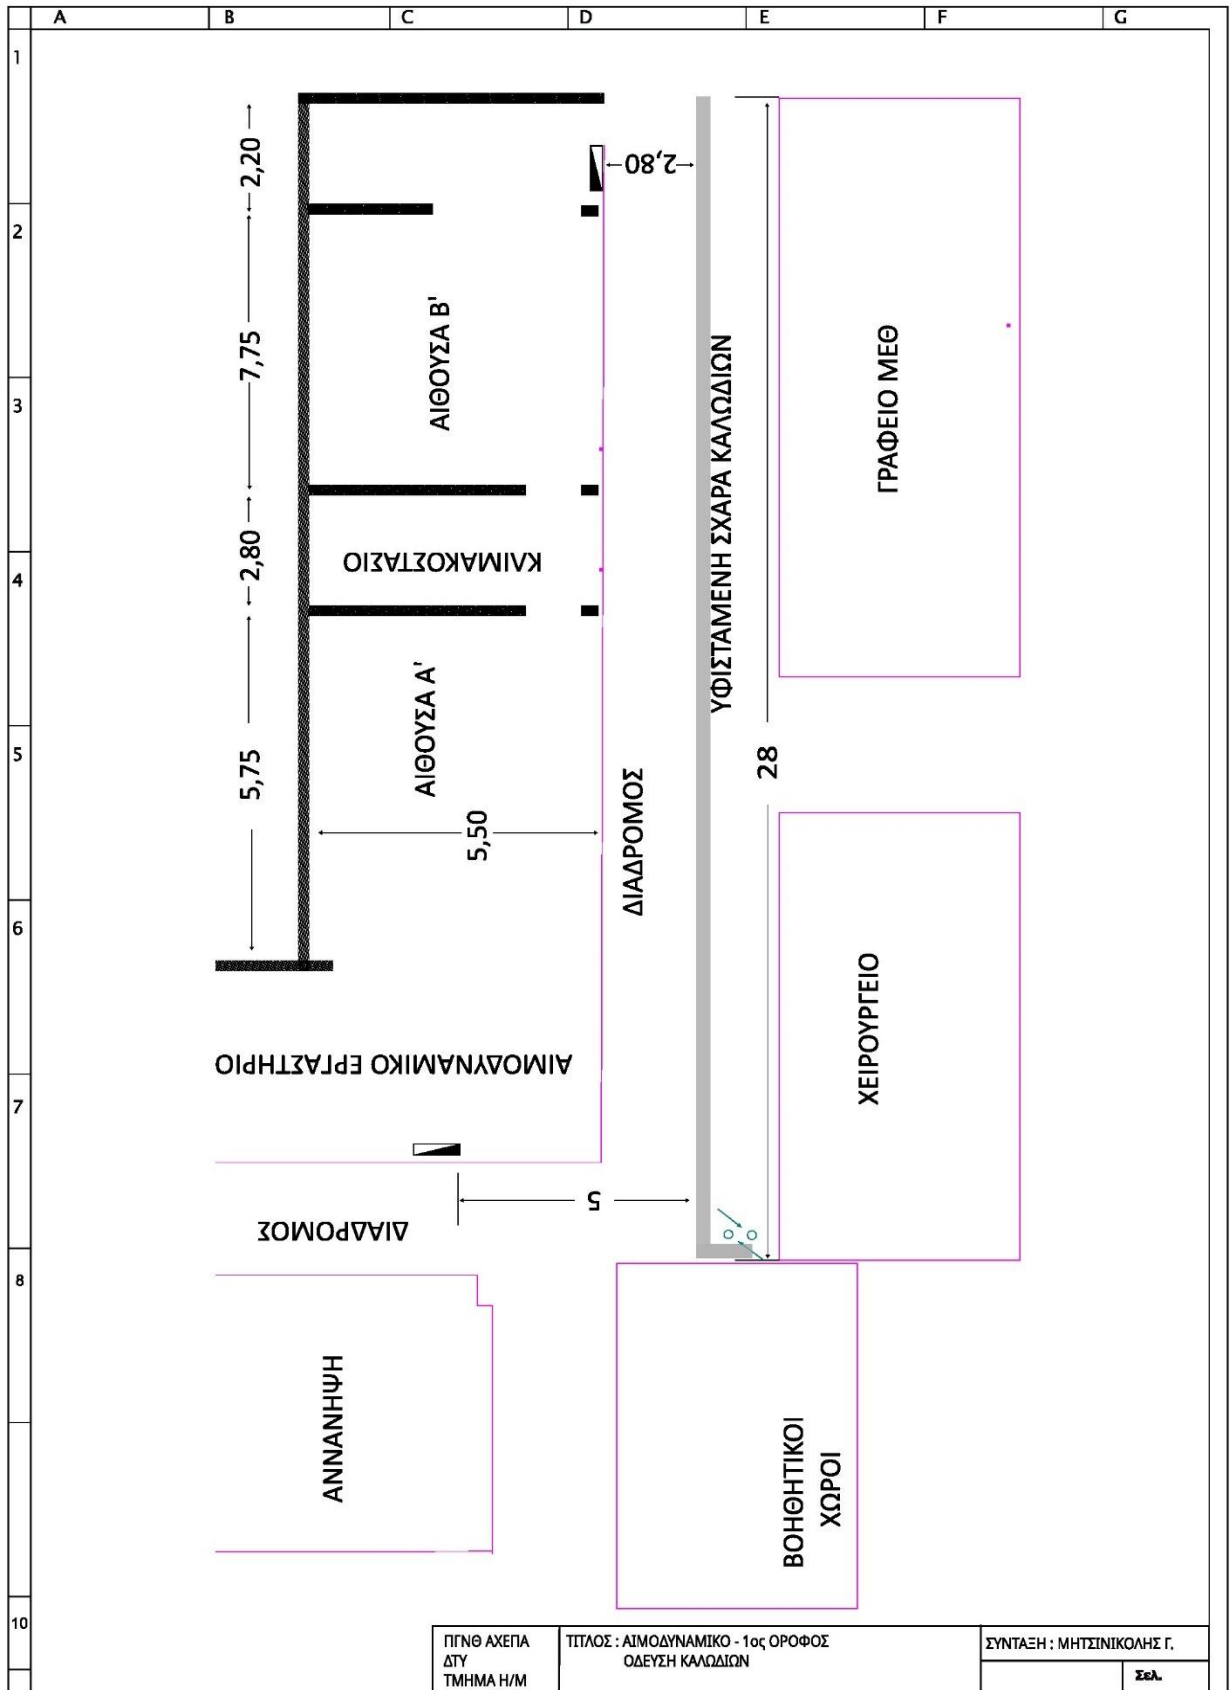 A B C D E F G
1
2
3
4
5
6
7
8
10
2,20
2,80
7,75
ΑΙΘΟΥΣΑ Β'
ΥΦΙΣΤΑΜΕΝΗ ΣΧΑΡΑ ΚΑΛΩΔΙΩΝ
ΓΡΑΦΕΙΟ ΜΕΘ
2,80
ΚΛΙΜΑΚΟΣΤΑΣΙΟ
5,75
ΑΙΘΟΥΣΑ Α'
5,50
ΔΙΑΔΡΟΜΟΣ
28
ΧΕΙΡΟΥΡΓΕΙΟ
ΑΙΜΟΔΥΝΑΜΙΚΟ ΕΡΓΑΣΤΗΡΙΟ
5
ΔΙΑΔΡΟΜΟΣ
ΑΝΝΑΝΗΨΗ
ΒΟΗΘΗΤΙΚΟΙ
ΧΩΡΟΙ
ΠΓΝΘ ΑΧΕΠΑ
ΔΤΥ
ΤΜΗΜΑ Η/Μ
ΤΙΤΛΟΣ : ΑΙΜΟΔΥΝΑΜΙΚΟ - 1ος ΟΡΟΦΟΣ
ΟΔΕΥΣΗ ΚΑΛΩΔΙΩΝ
ΣΥΝΤΑΞΗ : ΜΗΤΣΙΝΙΚΟΛΗΣ Γ.
Σελ.